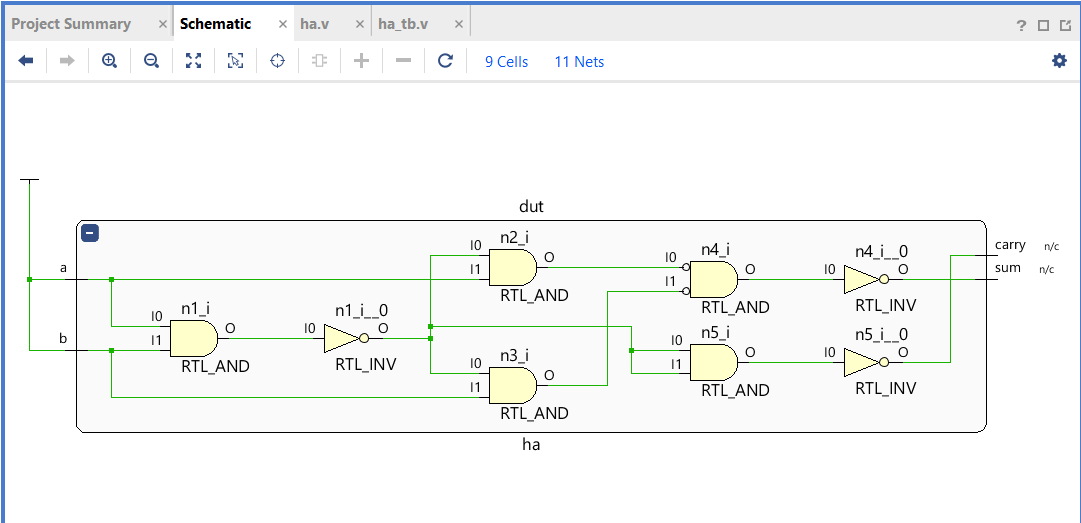 Project Summary × Schematic × ha.v × ha_tb.v ×
? 
9 Cells 11 Nets
dut
a
b
I0
I1
n1_i
O
RTL_AND
I0
n1_i__0
O
RTL_INV
I0
I1
n2_i
O
RTL_AND
I0
I1
n3_i
O
RTL_AND
I0
I1
n4_i
O
RTL_AND
I0
I1
n5_i
O
RTL_AND
I0
n4_i__0
O
RTL_INV
I0
n5_i__0
O
RTL_INV
carry n/c
sum n/c
ha